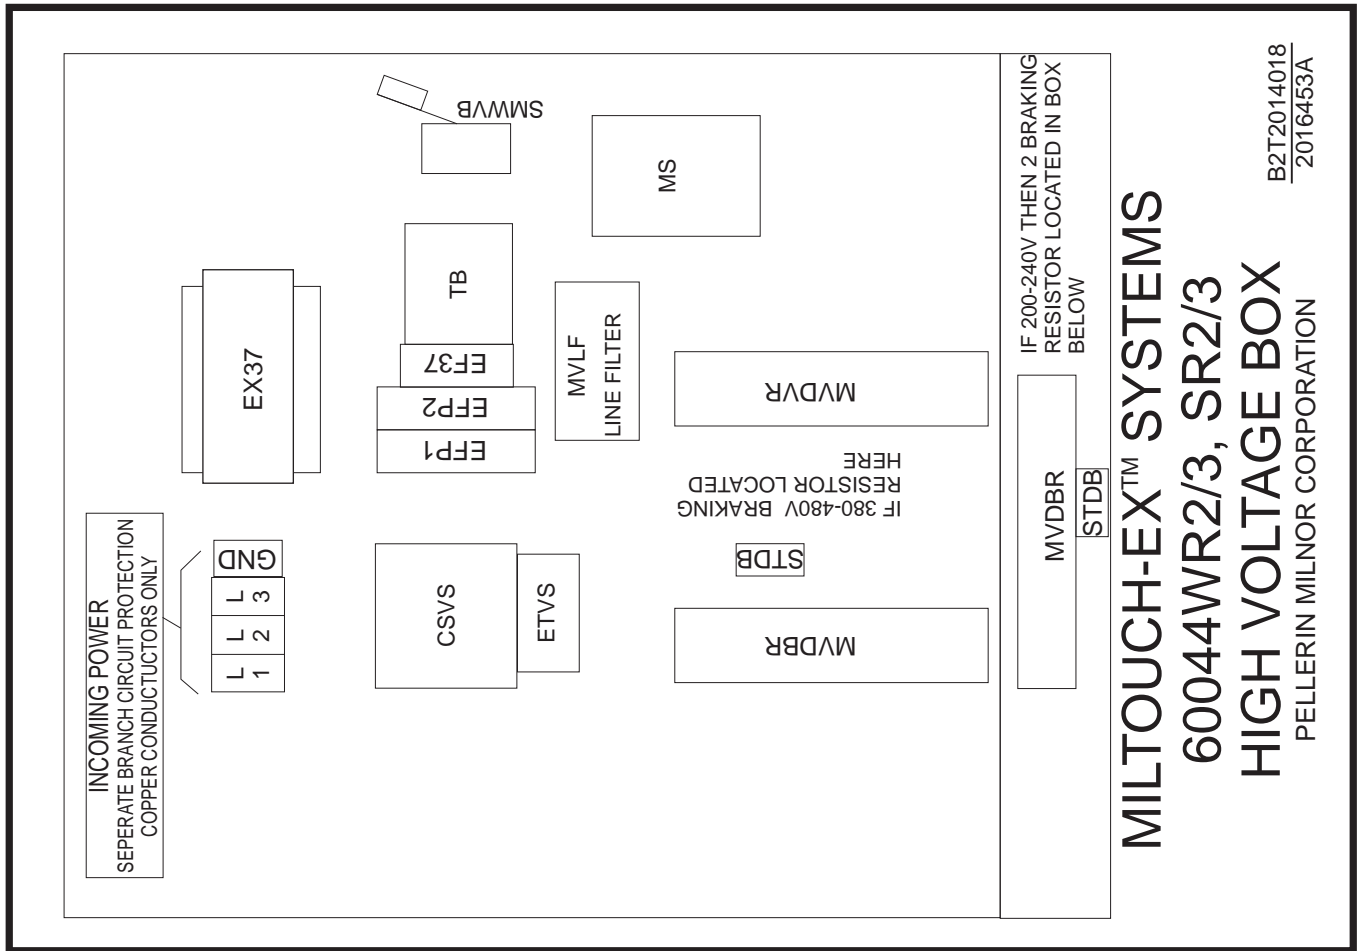 INCOMING POWER
SEPERATE BRANCH CIRCUIT PROTECTION
COPPER CONDUCTORS ONLY
L
1
L
2
L
3
GND
EX37
CSVS
ETVS
EFP1
EFP2
EF37
TB
SMWVB
MVLF
LINE FILTER
MS
MVDBR
STDB
IF 380-480V BRAKING
RESISTOR LOCATED
HERE
MVDVR
MVDBR
STDB
IF 200-240V THEN 2 BRAKING
RESISTOR LOCATED IN BOX
BELOW
MILTOUCH-EX™ SYSTEMS
60044WR2/3, SR2/3
HIGH VOLTAGE BOX
PELLERIN MILNOR CORPORATION
B2T2014018
2016453A